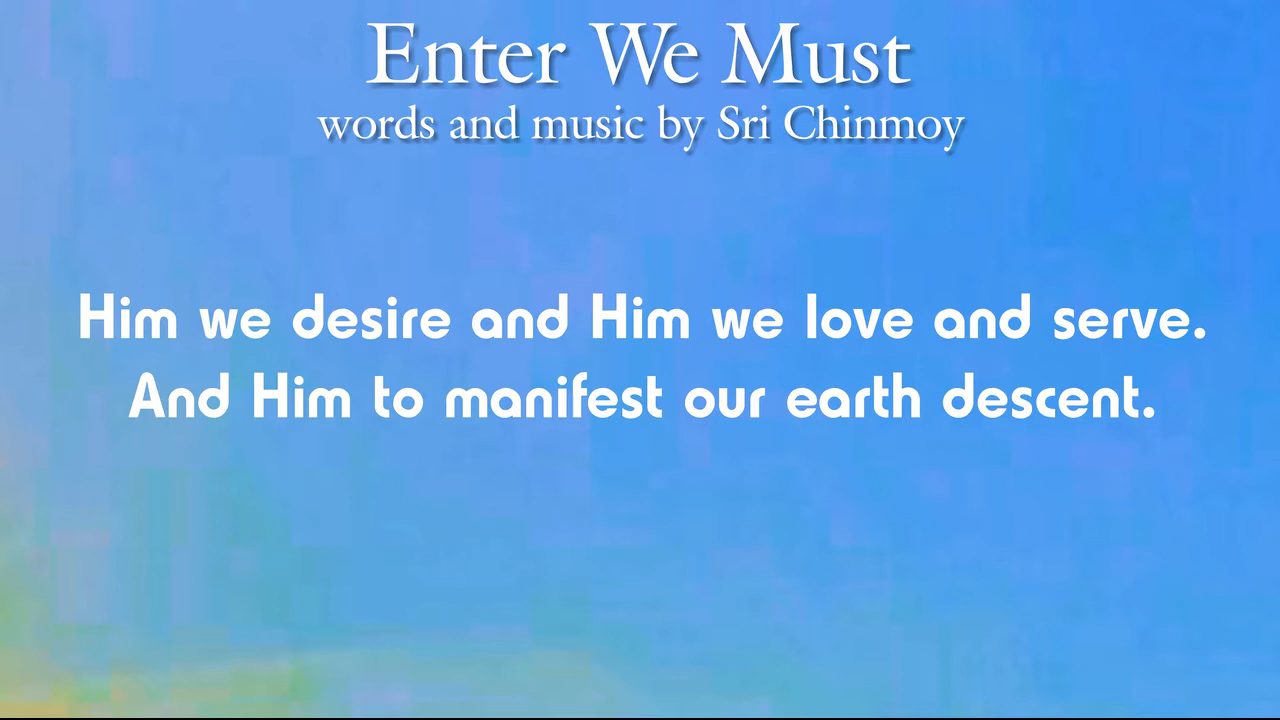 Enter We Must
words and music by Sri Chinmoy
Him we desire and Him we love and serve.
And Him to manifest our earth descent.